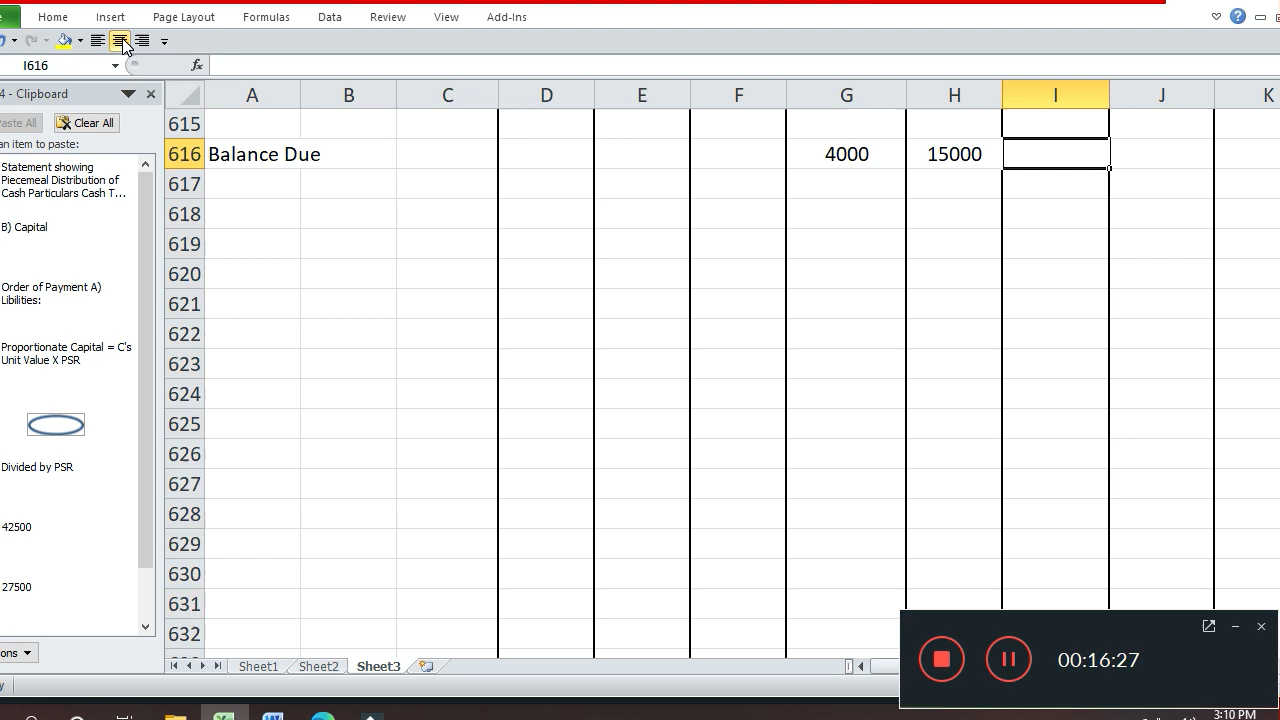 Home Insert Page Layout Formulas Data Review View Add-Ins
I616 fx
4 - Clipboard
Paste All Clear All
an item to paste:
Statement showing
Piecemeal Distribution of
Cash Particulars Cash T...
B) Capital
Order of Payment A)
Libilities:
Proportionate Capital = C's
Unit Value X PSR
Divided by PSR
42500
27500
ons
A B C D E F G H I J K
615
616 Balance Due 4000 15000
617
618
619
620
621
622
623
624
625
626
627
628
629
630
631
632
Sheet1 Sheet2 Sheet3
00:16:27
3:10 PM